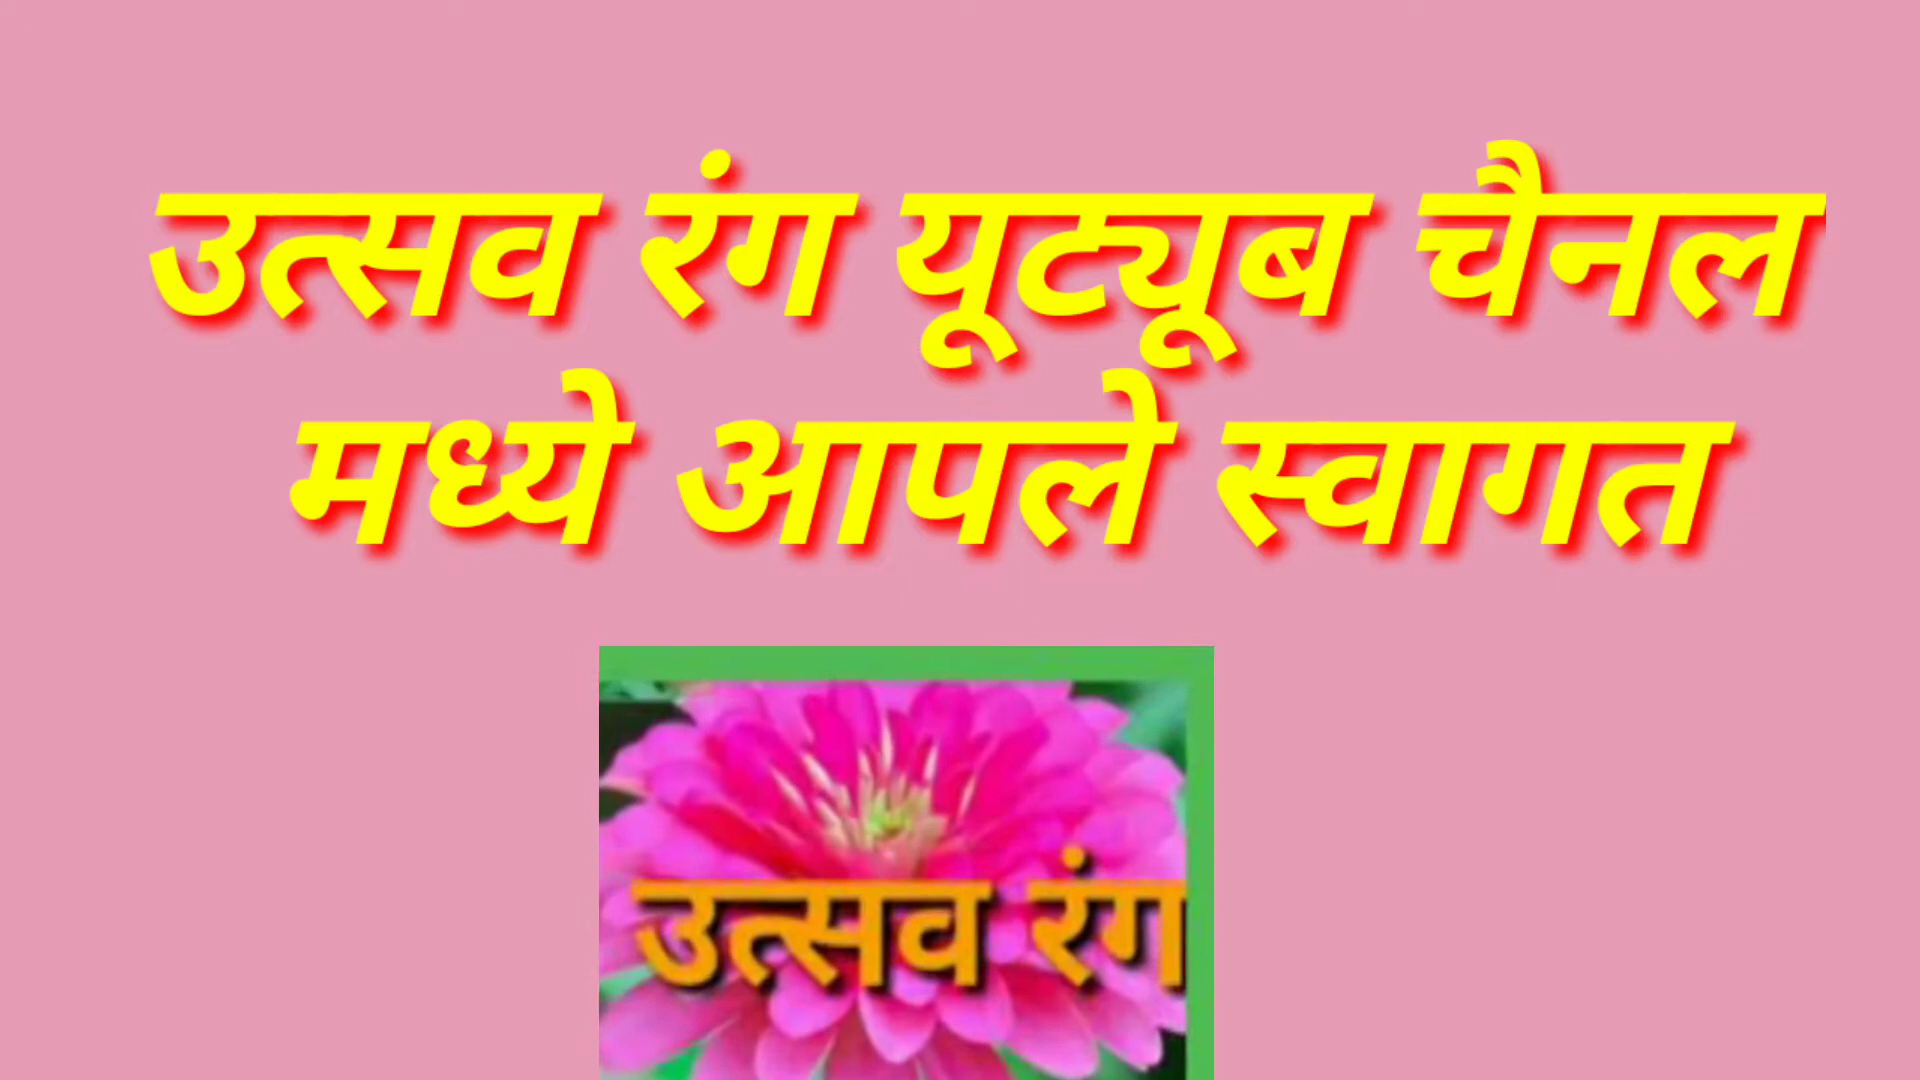 उत्सव रंग यूट्यूब चैनल
मध्ये आपले स्वागत
उत्सव रंग